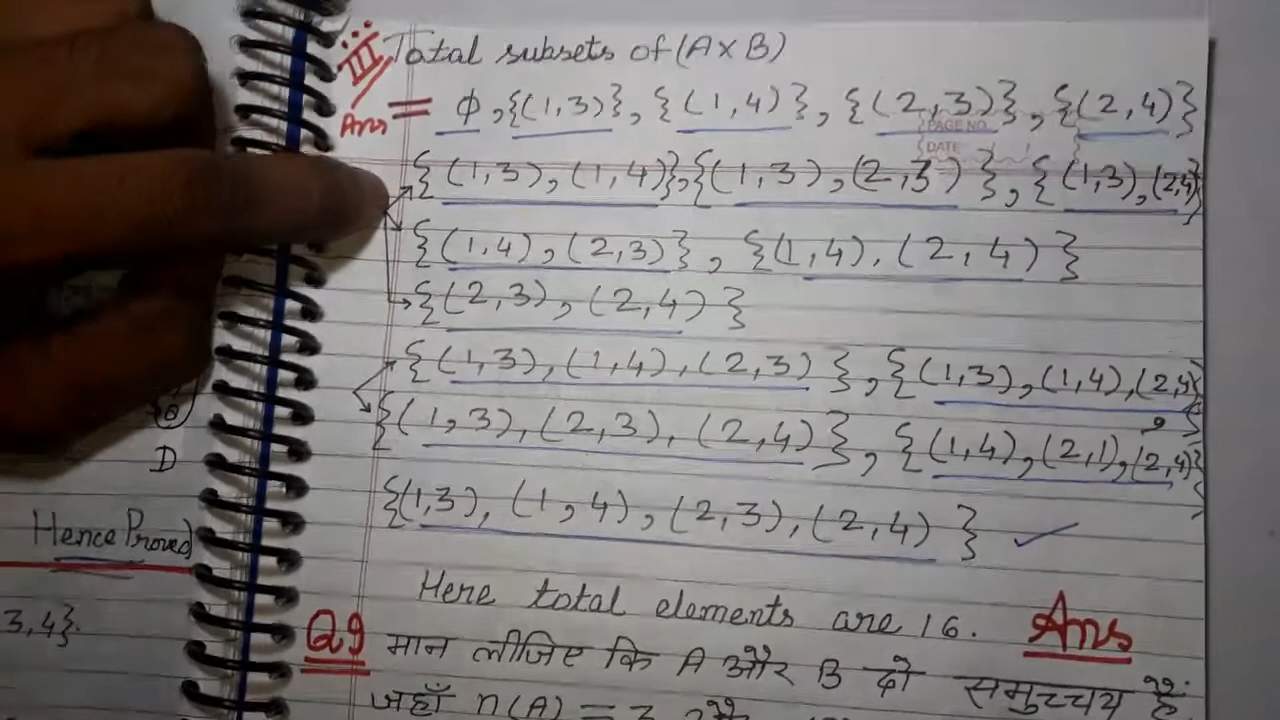 III Total subsets of (A×B)
Ans = ϕ, {(1,3)}, {(1,4)}, {(2,3)}, {(2,4)}
PAGE NO.
DATE
{(1,3), (1,4)}, {(1,3), (2,3)}, {(1,3), (2,4)}
{(1,4), (2,3)}, {(1,4), (2,4)}
{(2,3), (2,4)}
{(1,3), (1,4), (2,3)}, {(1,3), (1,4), (2,4)},
{(1,3), (2,3), (2,4)}, {(1,4), (2,1), (2,4)}
{(1,3), (1,4), (2,3), (2,4)} ✓
Here total elements are 16. Ans
Q9 मान लीजिए कि A और B दो समुच्चय हैं।
जहाँ n(A) = 3
D
Hence Proved
3,4}.